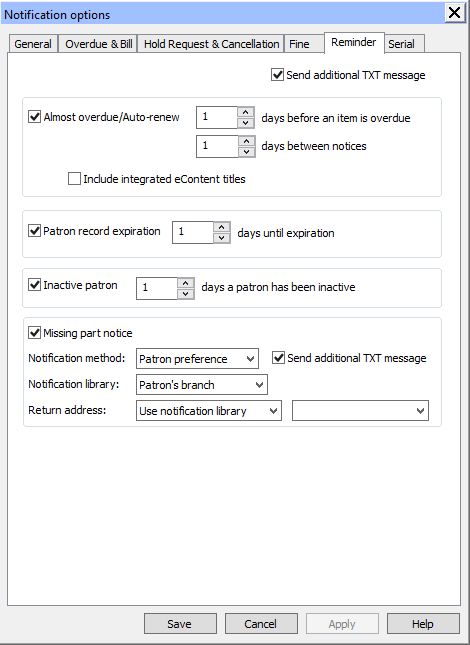 Notification options
General Overdue & Bill Hold Request & Cancellation Fine Reminder Serial
Send additional TXT message
Almost overdue/Auto-renew 1 days before an item is overdue
1 days between notices
Include integrated eContent titles
Patron record expiration 1 days until expiration
Inactive patron 1 days a patron has been inactive
Missing part notice
Notification method: Patron preference Send additional TXT message
Notification library: Patron's branch
Return address: Use notification library
Save Cancel Apply Help